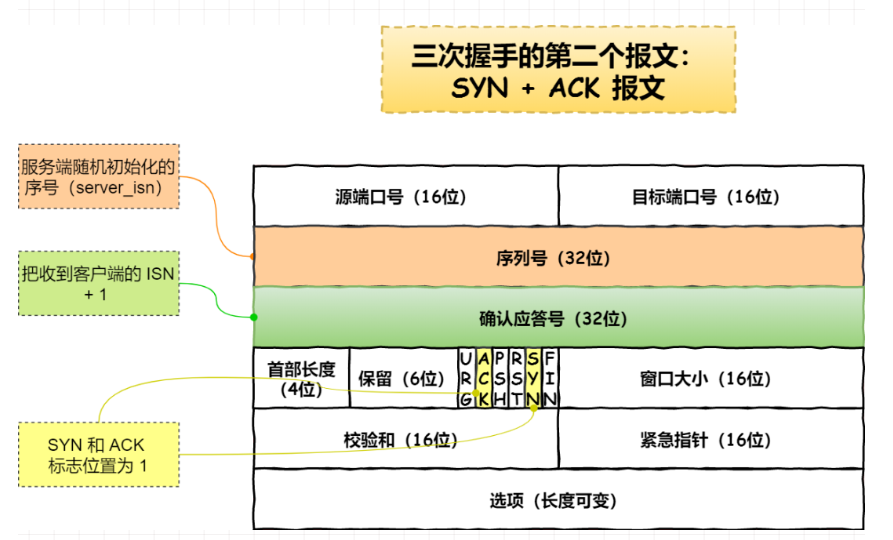 三次握手的第二个报文：
SYN + ACK 报文
服务端随机初始化的
序号（server_isn）
源端口号（16位）
目标端口号（16位）
序列号（32位）
把收到客户端的 ISN
+ 1
确认应答号（32位）
首部长度
（4位）
保留（6位）
URG
ACK
PSH
RST
SYN
FIN
窗口大小（16位）
SYN 和 ACK
标志位置为 1
校验和（16位）
紧急指针（16位）
选项（长度可变）